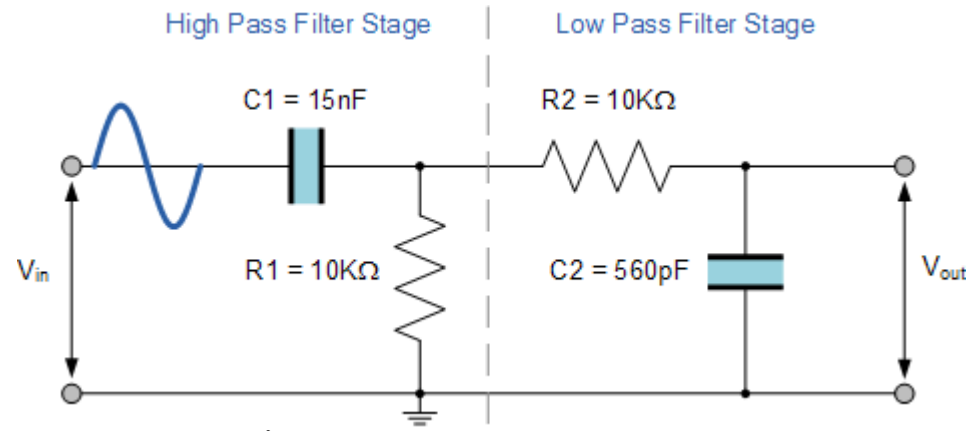 High Pass Filter Stage
Low Pass Filter Stage
C1 = 15nF
R2 = 10KΩ
Vin
R1 = 10KΩ
C2 = 560pF
Vout